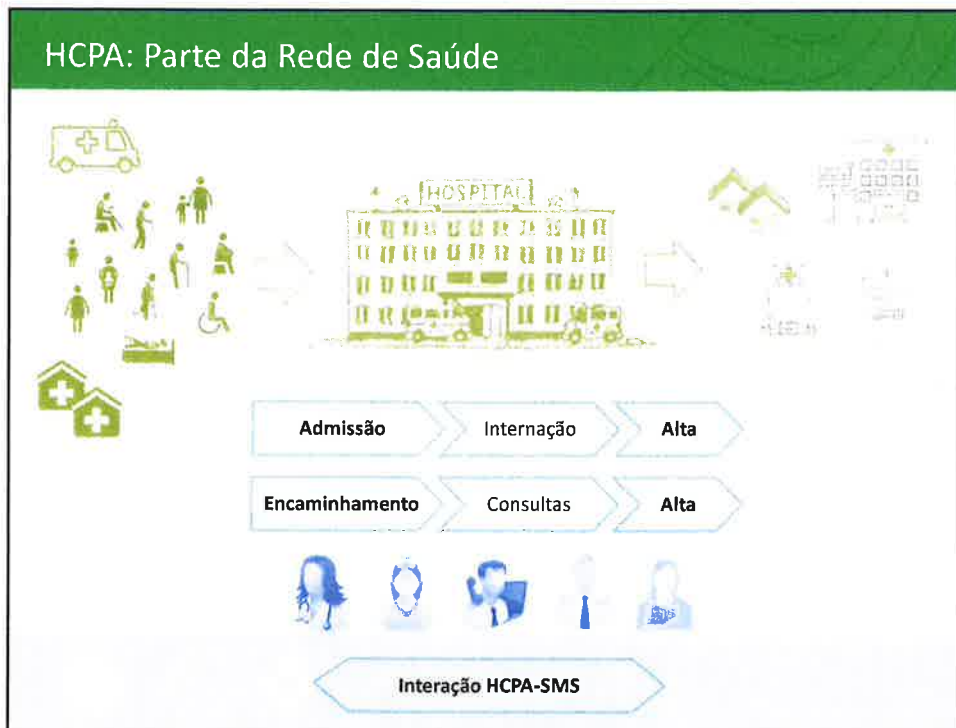 HCPA: Parte da Rede de Saúde
HOSPITAL
Admissão
Internação
Alta
Encaminhamento
Consultas
Alta
Interação HCPA-SMS